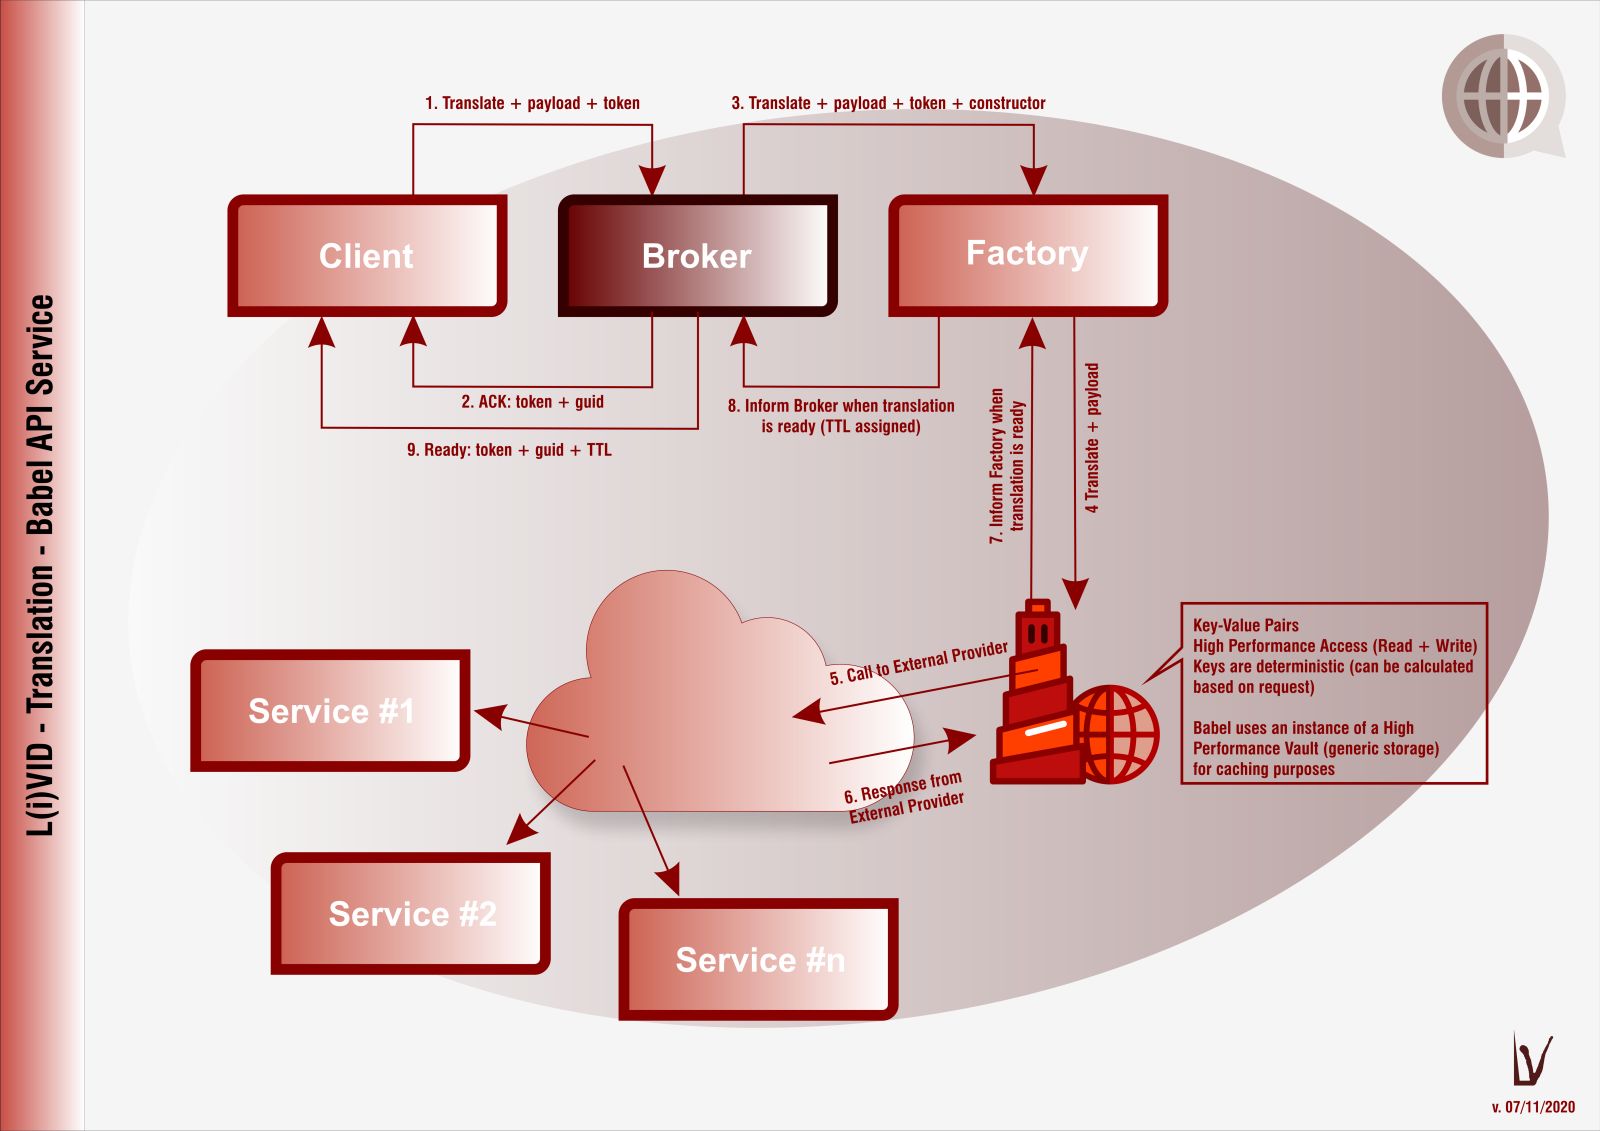 L(i)VID - Translation - Babel API Service
1. Translate + payload + token
3. Translate + payload + token + constructor
Client
Broker
Factory
2. ACK: token + guid
9. Ready: token + guid + TTL
8. Inform Broker when translation
is ready (TTL assigned)
7. Inform Factory when
translation is ready
4 Translate + payload
5. Call to External Provider
6. Response from
External Provider
Key-Value Pairs
High Performance Access (Read + Write)
Keys are deterministic (can be calculated
based on request)
Babel uses an instance of a High
Performance Vault (generic storage)
for caching purposes
Service #1
Service #2
Service #n
LV
v. 07/11/2020